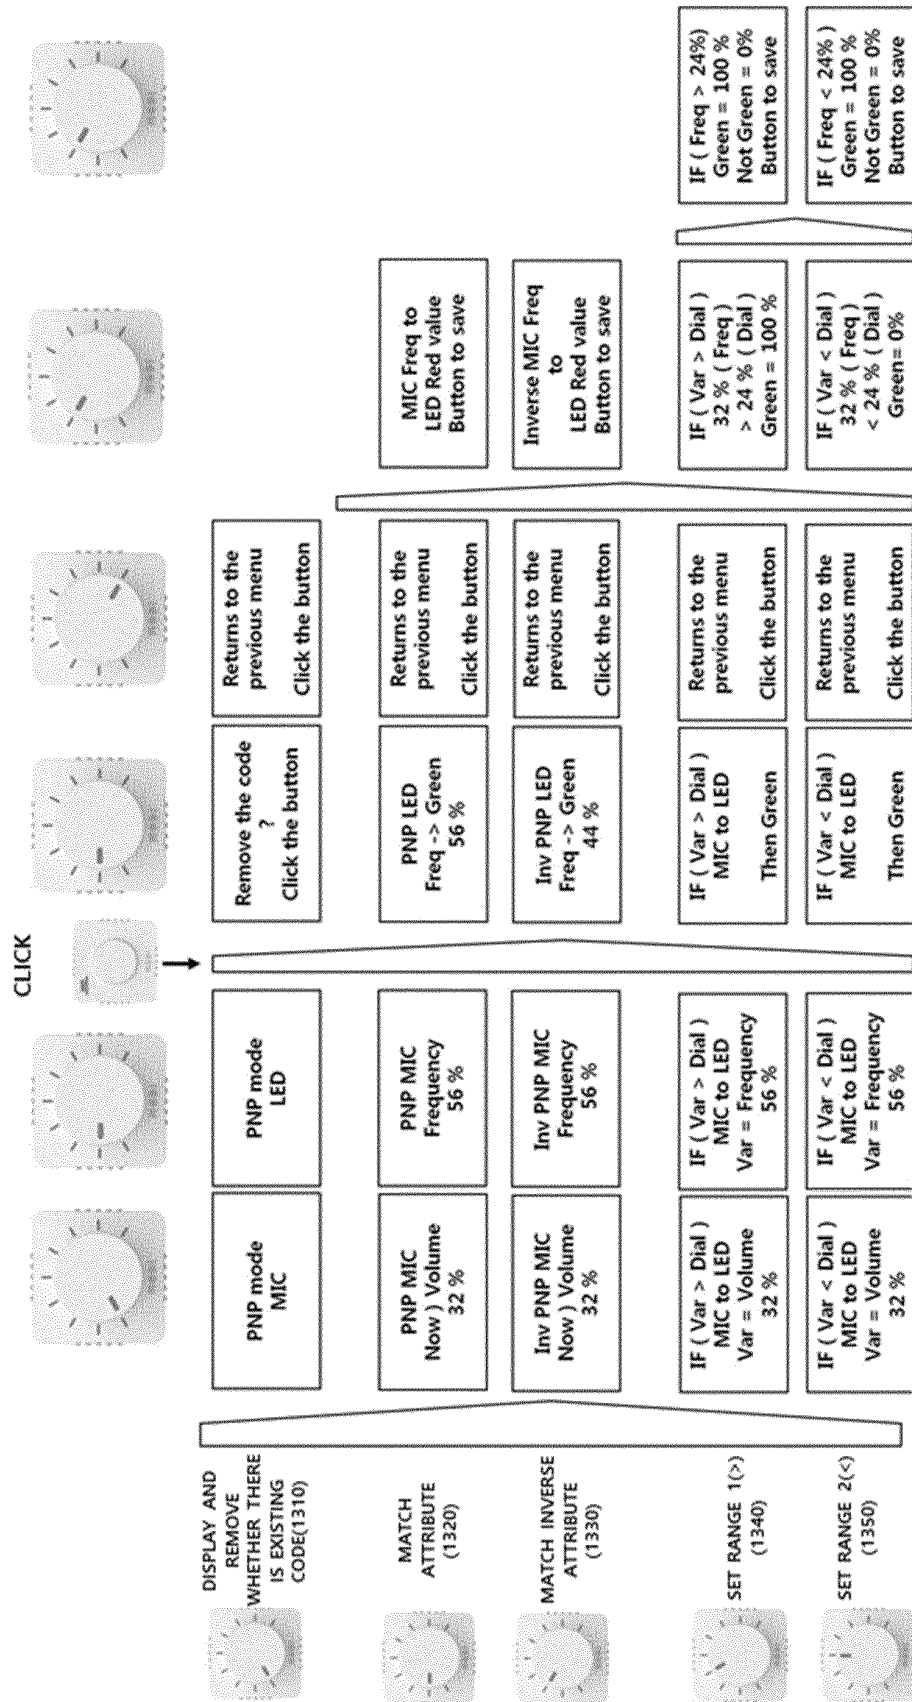 CLICK
DISPLAY AND
REMOVE
WHETHER THERE
IS EXISTING
CODE(1310)
PNP mode
MIC
PNP mode
LED
Remove the code
?
Click the button
Returns to the
previous menu
Click the button
MATCH
ATTRIBUTE
(1320)
PNP MIC
Now ) Volume
32 %
PNP MIC
Frequency
56 %
PNP LED
Freq -> Green
56 %
Returns to the
previous menu
Click the button
MIC Freq to
LED Red value
Button to save
MATCH INVERSE
ATTRIBUTE
(1330)
Inv PNP MIC
Now ) Volume
32 %
Inv PNP MIC
Frequency
56 %
Inv PNP LED
Freq -> Green
44 %
Returns to the
previous menu
Click the button
Inverse MIC Freq
to
LED Red value
Button to save
SET RANGE 1(>)
(1340)
IF ( Var > Dial )
MIC to LED
Var = Volume
32 %
IF ( Var > Dial )
MIC to LED
Var = Frequency
56 %
IF ( Var > Dial )
MIC to LED
Then Green
Returns to the
previous menu
Click the button
IF ( Var > Dial )
32 % ( Freq )
> 24 % ( Dial )
Green = 100 %
IF ( Freq > 24%)
Green = 100 %
Not Green = 0%
Button to save
SET RANGE 2(<)
(1350)
IF ( Var < Dial )
MIC to LED
Var = Volume
32 %
IF ( Var < Dial )
MIC to LED
Var = Frequency
56 %
IF ( Var < Dial )
MIC to LED
Then Green
Returns to the
previous menu
Click the button
IF ( Var < Dial )
32 % ( Freq )
< 24 % ( Dial )
Green= 0%
IF ( Freq < 24% )
Green = 100 %
Not Green = 0%
Button to save